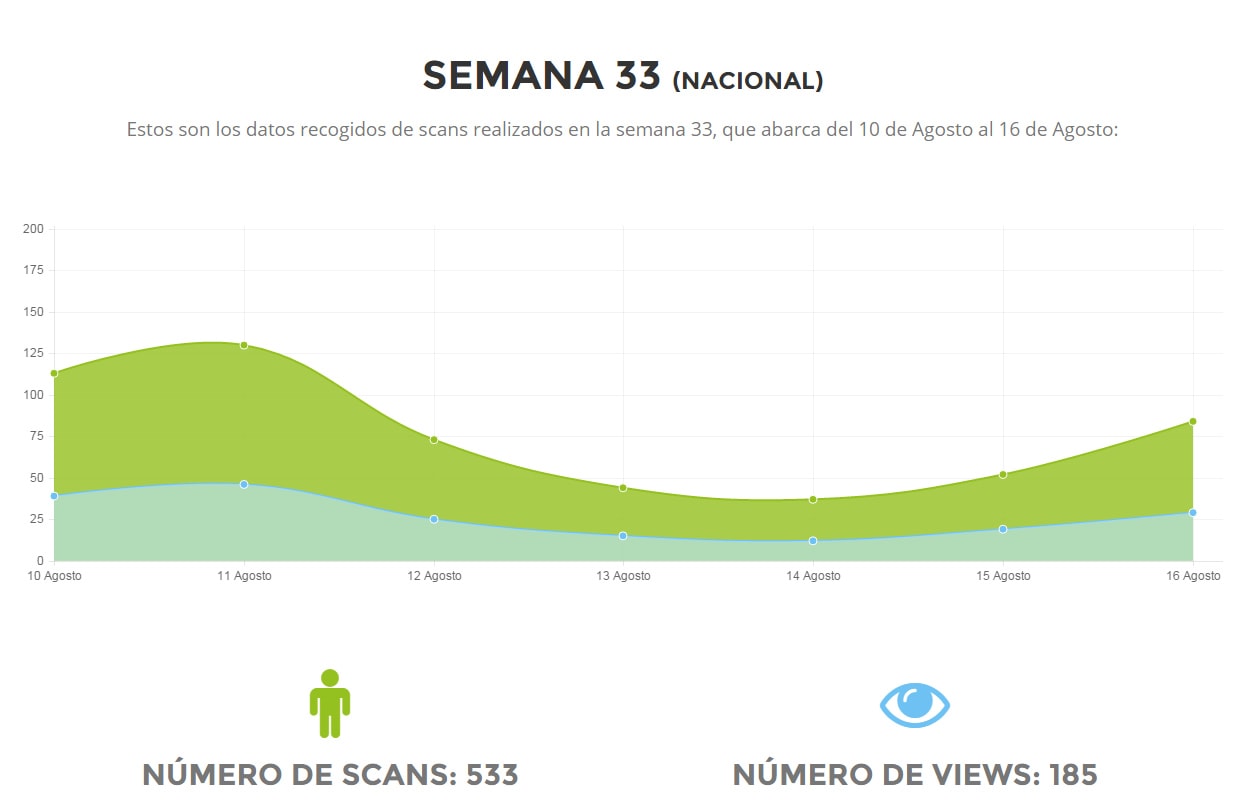 SEMANA 33 (NACIONAL)
Estos son los datos recogidos de scans realizados en la semana 33, que abarca del 10 de Agosto al 16 de Agosto:
200
175
150
125
100
75
50
25
0
10 Agosto 11 Agosto 12 Agosto 13 Agosto 14 Agosto 15 Agosto 16 Agosto
NÚMERO DE SCANS: 533 NÚMERO DE VIEWS: 185